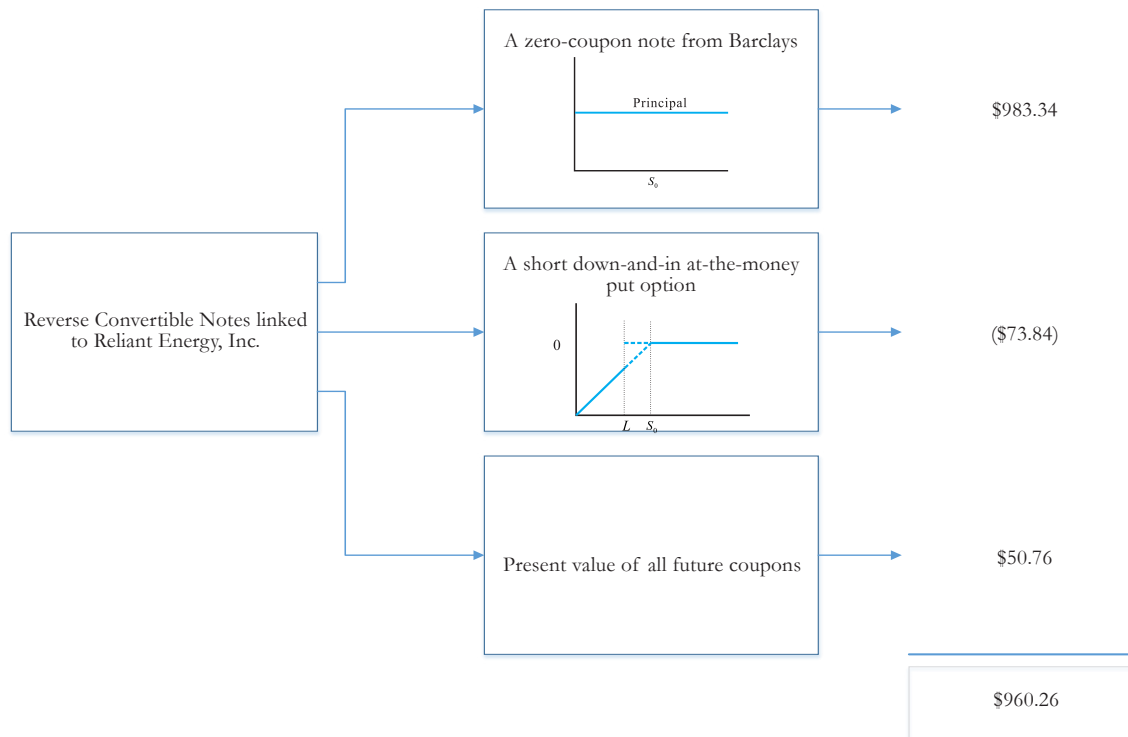 A zero-coupon note from Barclays
Principal
S₀
$983.34
Reverse Convertible Notes linked
to Reliant Energy, Inc.
A short down-and-in at-the-money
put option
0
L S₀
($73.84)
Present value of all future coupons
$50.76
$960.26